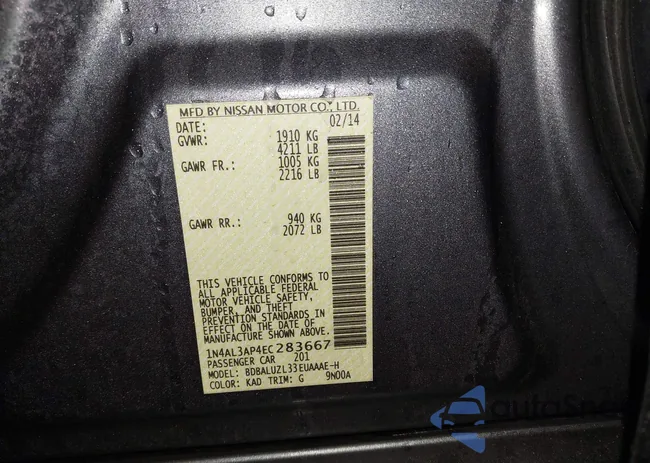 MFD BY NISSAN MOTOR CO., LTD.
DATE: 02/14
GVWR: 1910 KG
4211 LB
GAWR FR.: 1005 KG
2216 LB
GAWR RR.: 940 KG
2072 LB
THIS VEHICLE CONFORMS TO
ALL APPLICABLE FEDERAL
MOTOR VEHICLE SAFETY,
BUMPER, AND THEFT
PREVENTION STANDARDS IN
EFFECT ON THE DATE OF
MANUFACTURE SHOWN ABOVE.
1N4AL3AP4EC283667
PASSENGER CAR 201
MODEL: BDBALUZL33EUAAAE-H
COLOR: KAD TRIM: G 9N00A